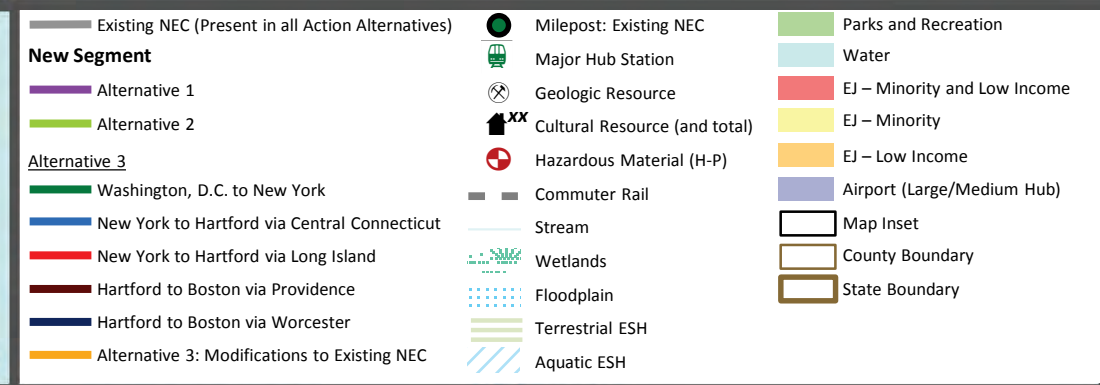 Existing NEC (Present in all Action Alternatives)
New Segment
Alternative 1
Alternative 2
Alternative 3
Washington, D.C. to New York
New York to Hartford via Central Connecticut
New York to Hartford via Long Island
Hartford to Boston via Providence
Hartford to Boston via Worcester
Alternative 3: Modifications to Existing NEC
Milepost: Existing NEC
Major Hub Station
Geologic Resource
xx Cultural Resource (and total)
Hazardous Material (H-P)
Commuter Rail
Stream
Wetlands
Floodplain
Terrestrial ESH
Aquatic ESH
Parks and Recreation
Water
EJ – Minority and Low Income
EJ – Minority
EJ – Low Income
Airport (Large/Medium Hub)
Map Inset
County Boundary
State Boundary